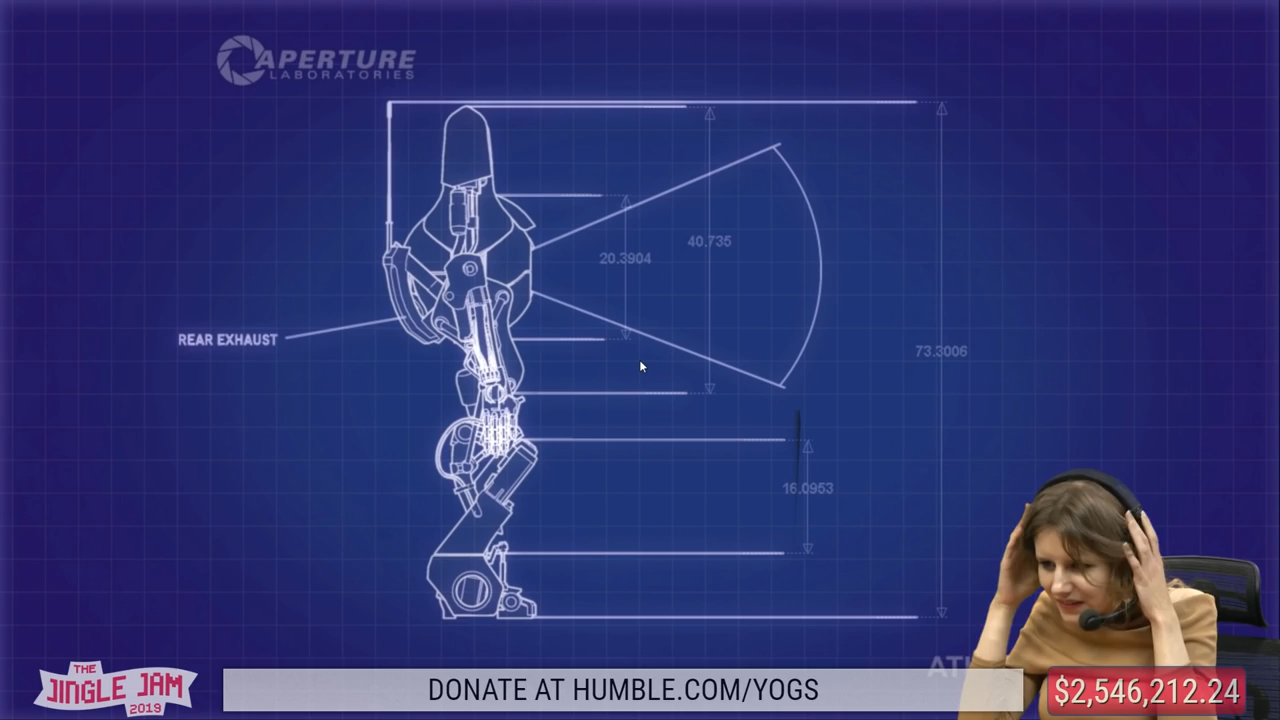 APERTURE
LABORATORIES
40.735
20.3904
REAR EXHAUST
73.3006
16.0953
THE
JINGLE JAM
2019
DONATE AT HUMBLE.COM/YOGS
$2,546,212.24